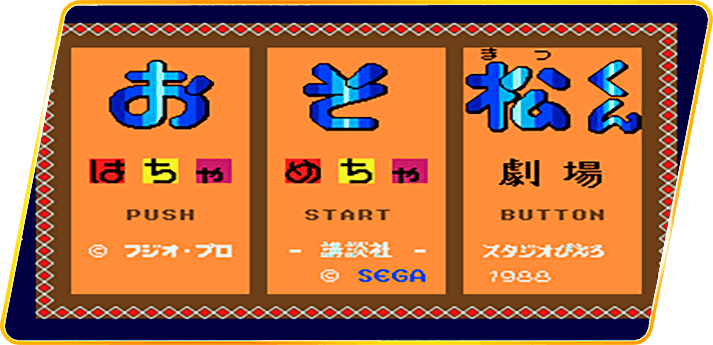 まつ
おそ松くん
はちゃめちゃ劇場
PUSH START BUTTON
© フジオ・プロ - 講談社 - スタジオぴえろ
© SEGA 1988